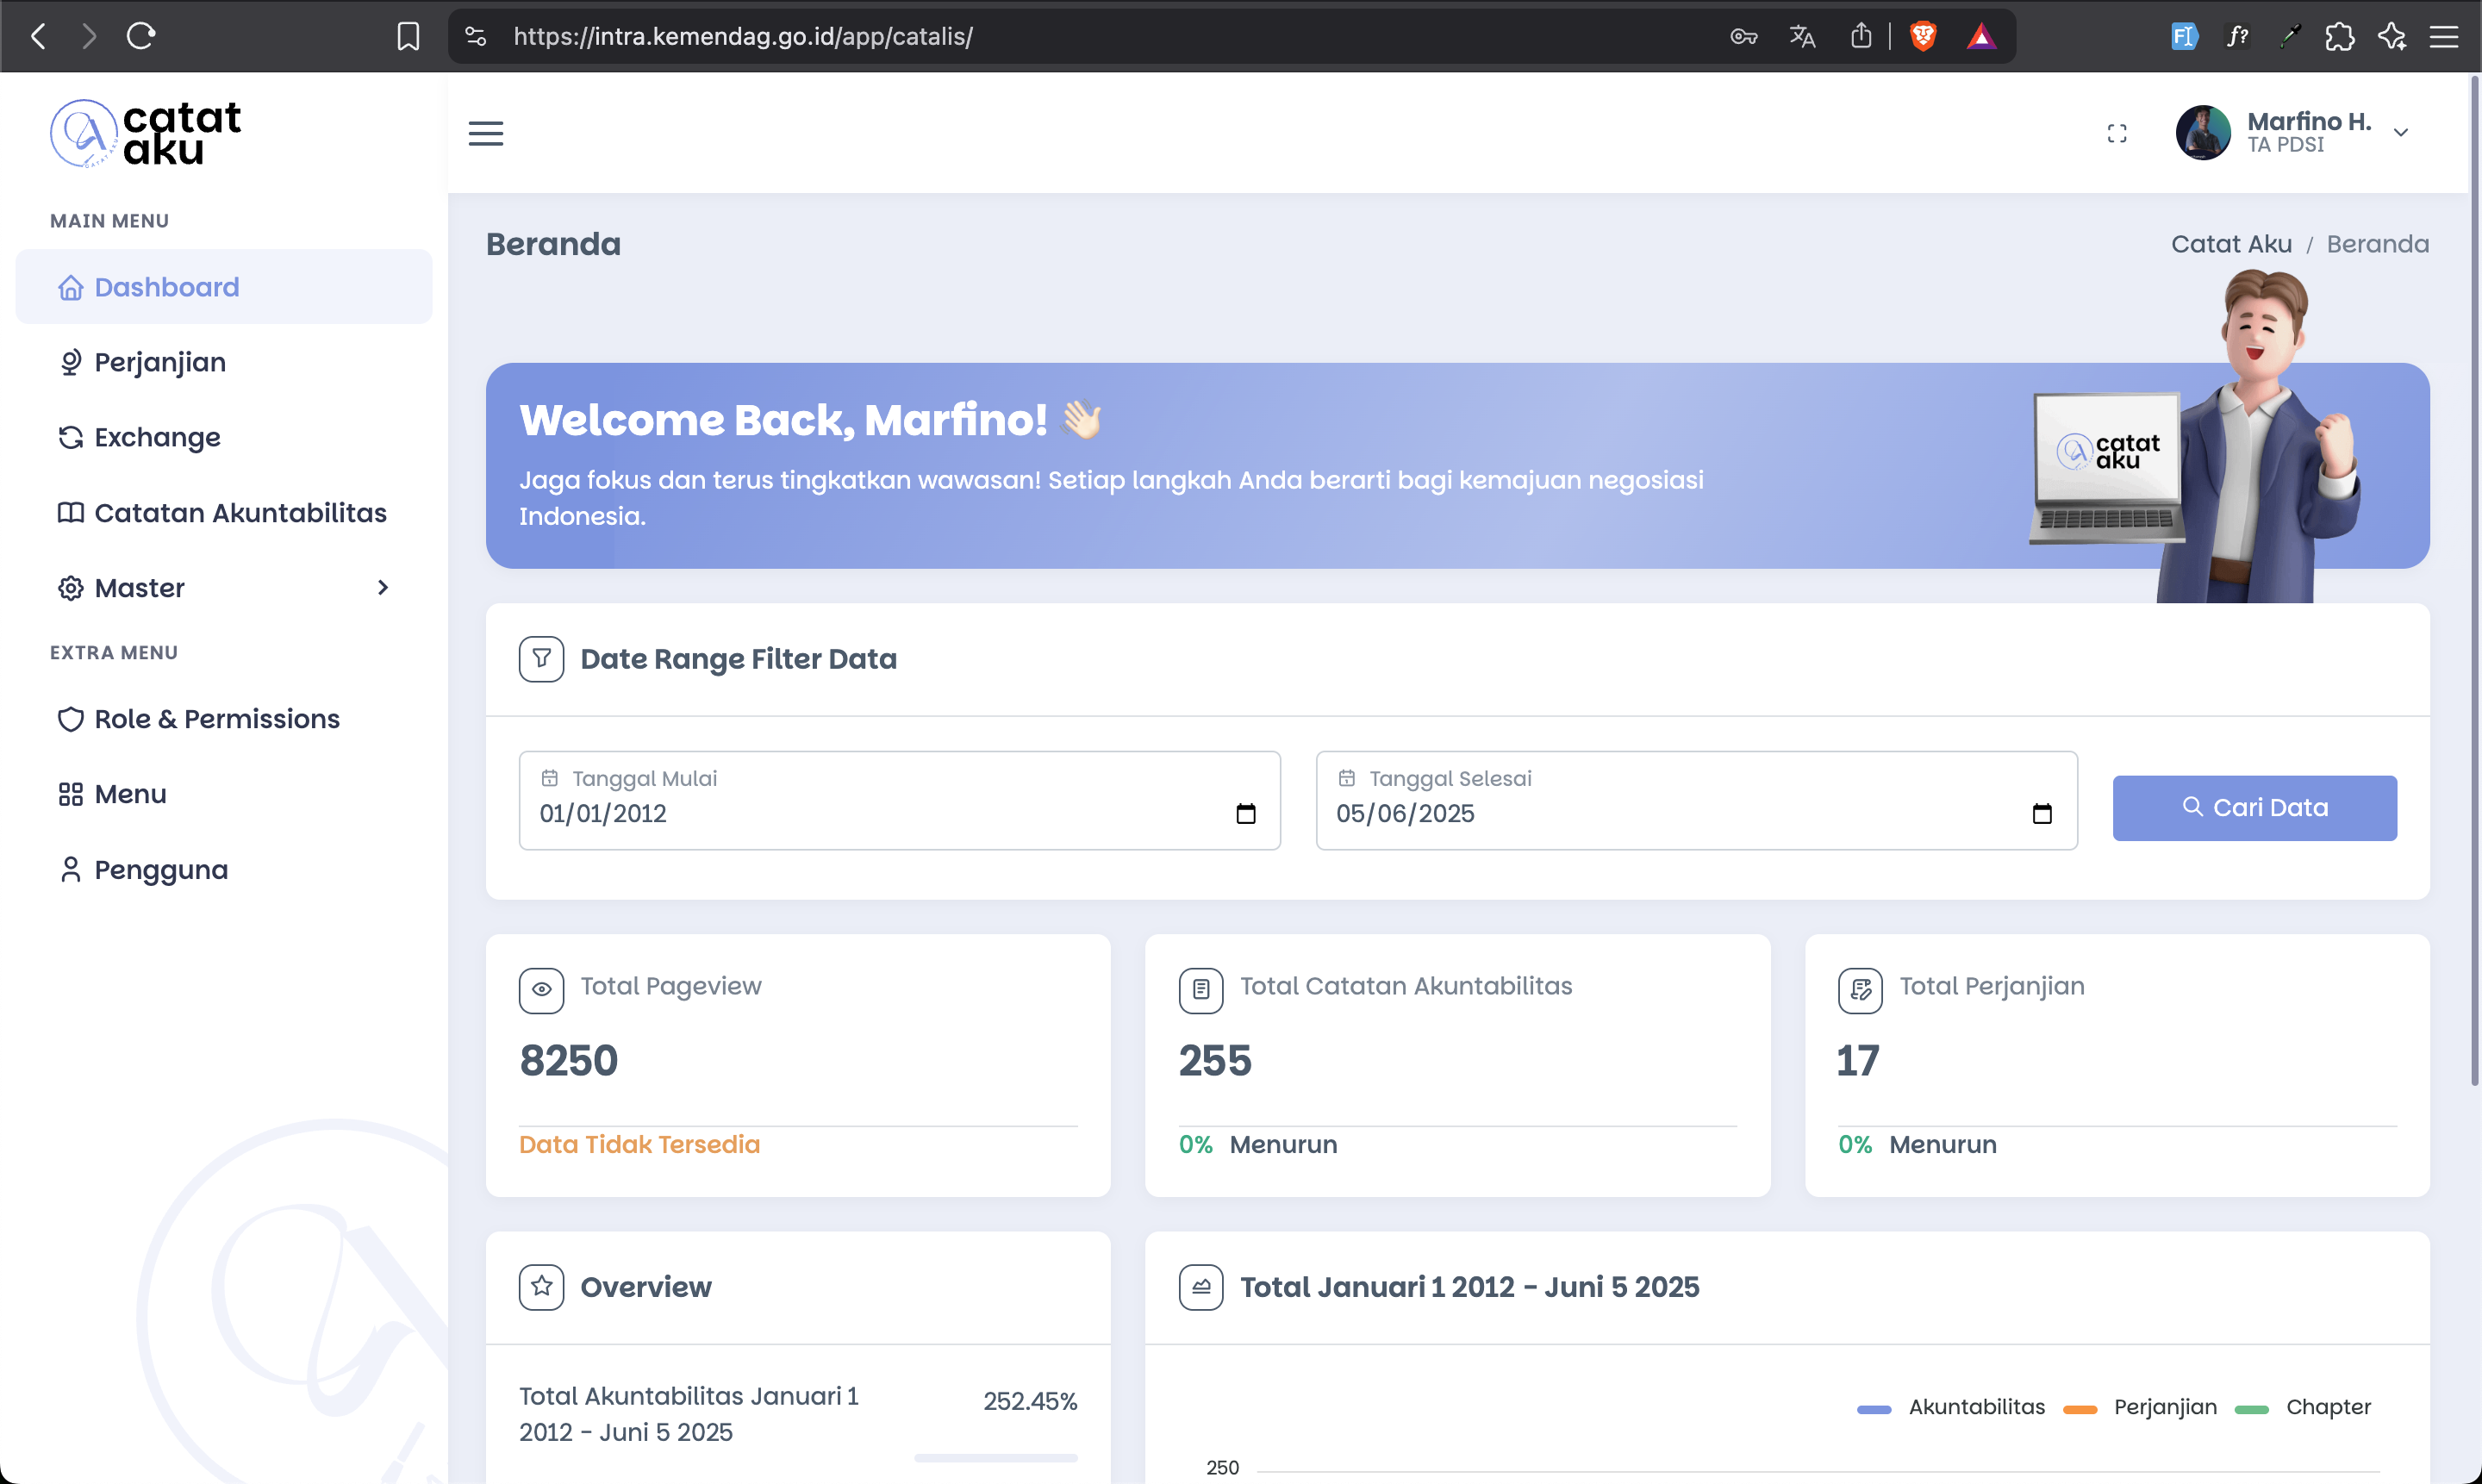 https://intra.kemendag.go.id/app/catalis/
catat
aku
Marfino H.
TA PDSI
MAIN MENU
Dashboard
Perjanjian
Exchange
Catatan Akuntabilitas
Master
EXTRA MENU
Role & Permissions
Menu
Pengguna
Beranda
Catat Aku / Beranda
Welcome Back, Marfino! 👋🏻
Jaga fokus dan terus tingkatkan wawasan! Setiap langkah Anda berarti bagi kemajuan negosiasi
Indonesia.
catat
aku
Date Range Filter Data
Tanggal Mulai
01/01/2012
Tanggal Selesai
05/06/2025
Cari Data
Total Pageview
8250
Data Tidak Tersedia
Total Catatan Akuntabilitas
255
0% Menurun
Total Perjanjian
17
0% Menurun
Overview
Total Akuntabilitas Januari 1
2012 - Juni 5 2025
252.45%
Total Januari 1 2012 - Juni 5 2025
Akuntabilitas
Perjanjian
Chapter
250